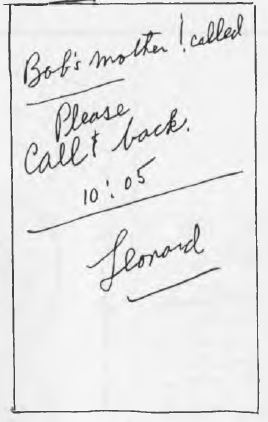 Bob's mother ! called
Please
Call back.
10:05
Leonard